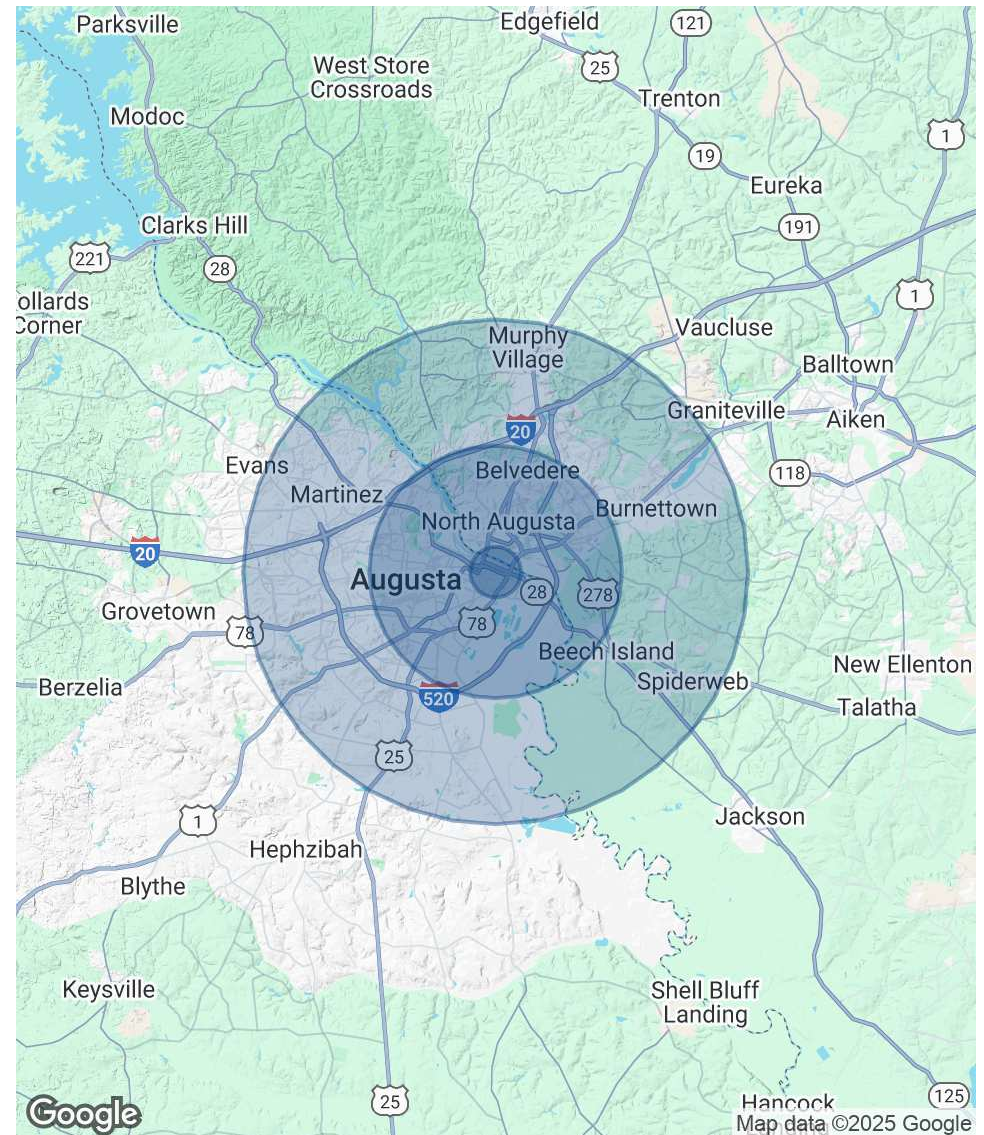 Parksville
Edgefield
121
25
West Store
Crossroads
Trenton
Modoc
1
19
Eureka
Clarks Hill
191
221
28
1
ollards
Corner
Murphy
Village
Vaucluse
Balltown
Graniteville
Aiken
20
Evans
Belvedere
118
Martinez
Burnettown
North Augusta
20
Augusta
28
278
Grovetown
78
78
Beech Island
New Ellenton
Berzelia
520
Spiderweb
Talatha
25
1
Jackson
Hephzibah
Blythe
Keysville
Shell Bluff
Landing
25
125
Hancock
Google
Map data ©2025 Google